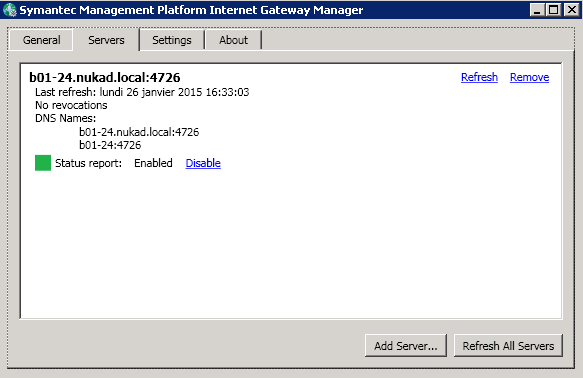 Symantec Management Platform Internet Gateway Manager
General Servers Settings About
b01-24.nukad.local:4726 Refresh Remove
Last refresh: lundi 26 janvier 2015 16:33:03
No revocations
DNS Names:
b01-24.nukad.local:4726
b01-24:4726
Status report: Enabled Disable
Add Server... Refresh All Servers